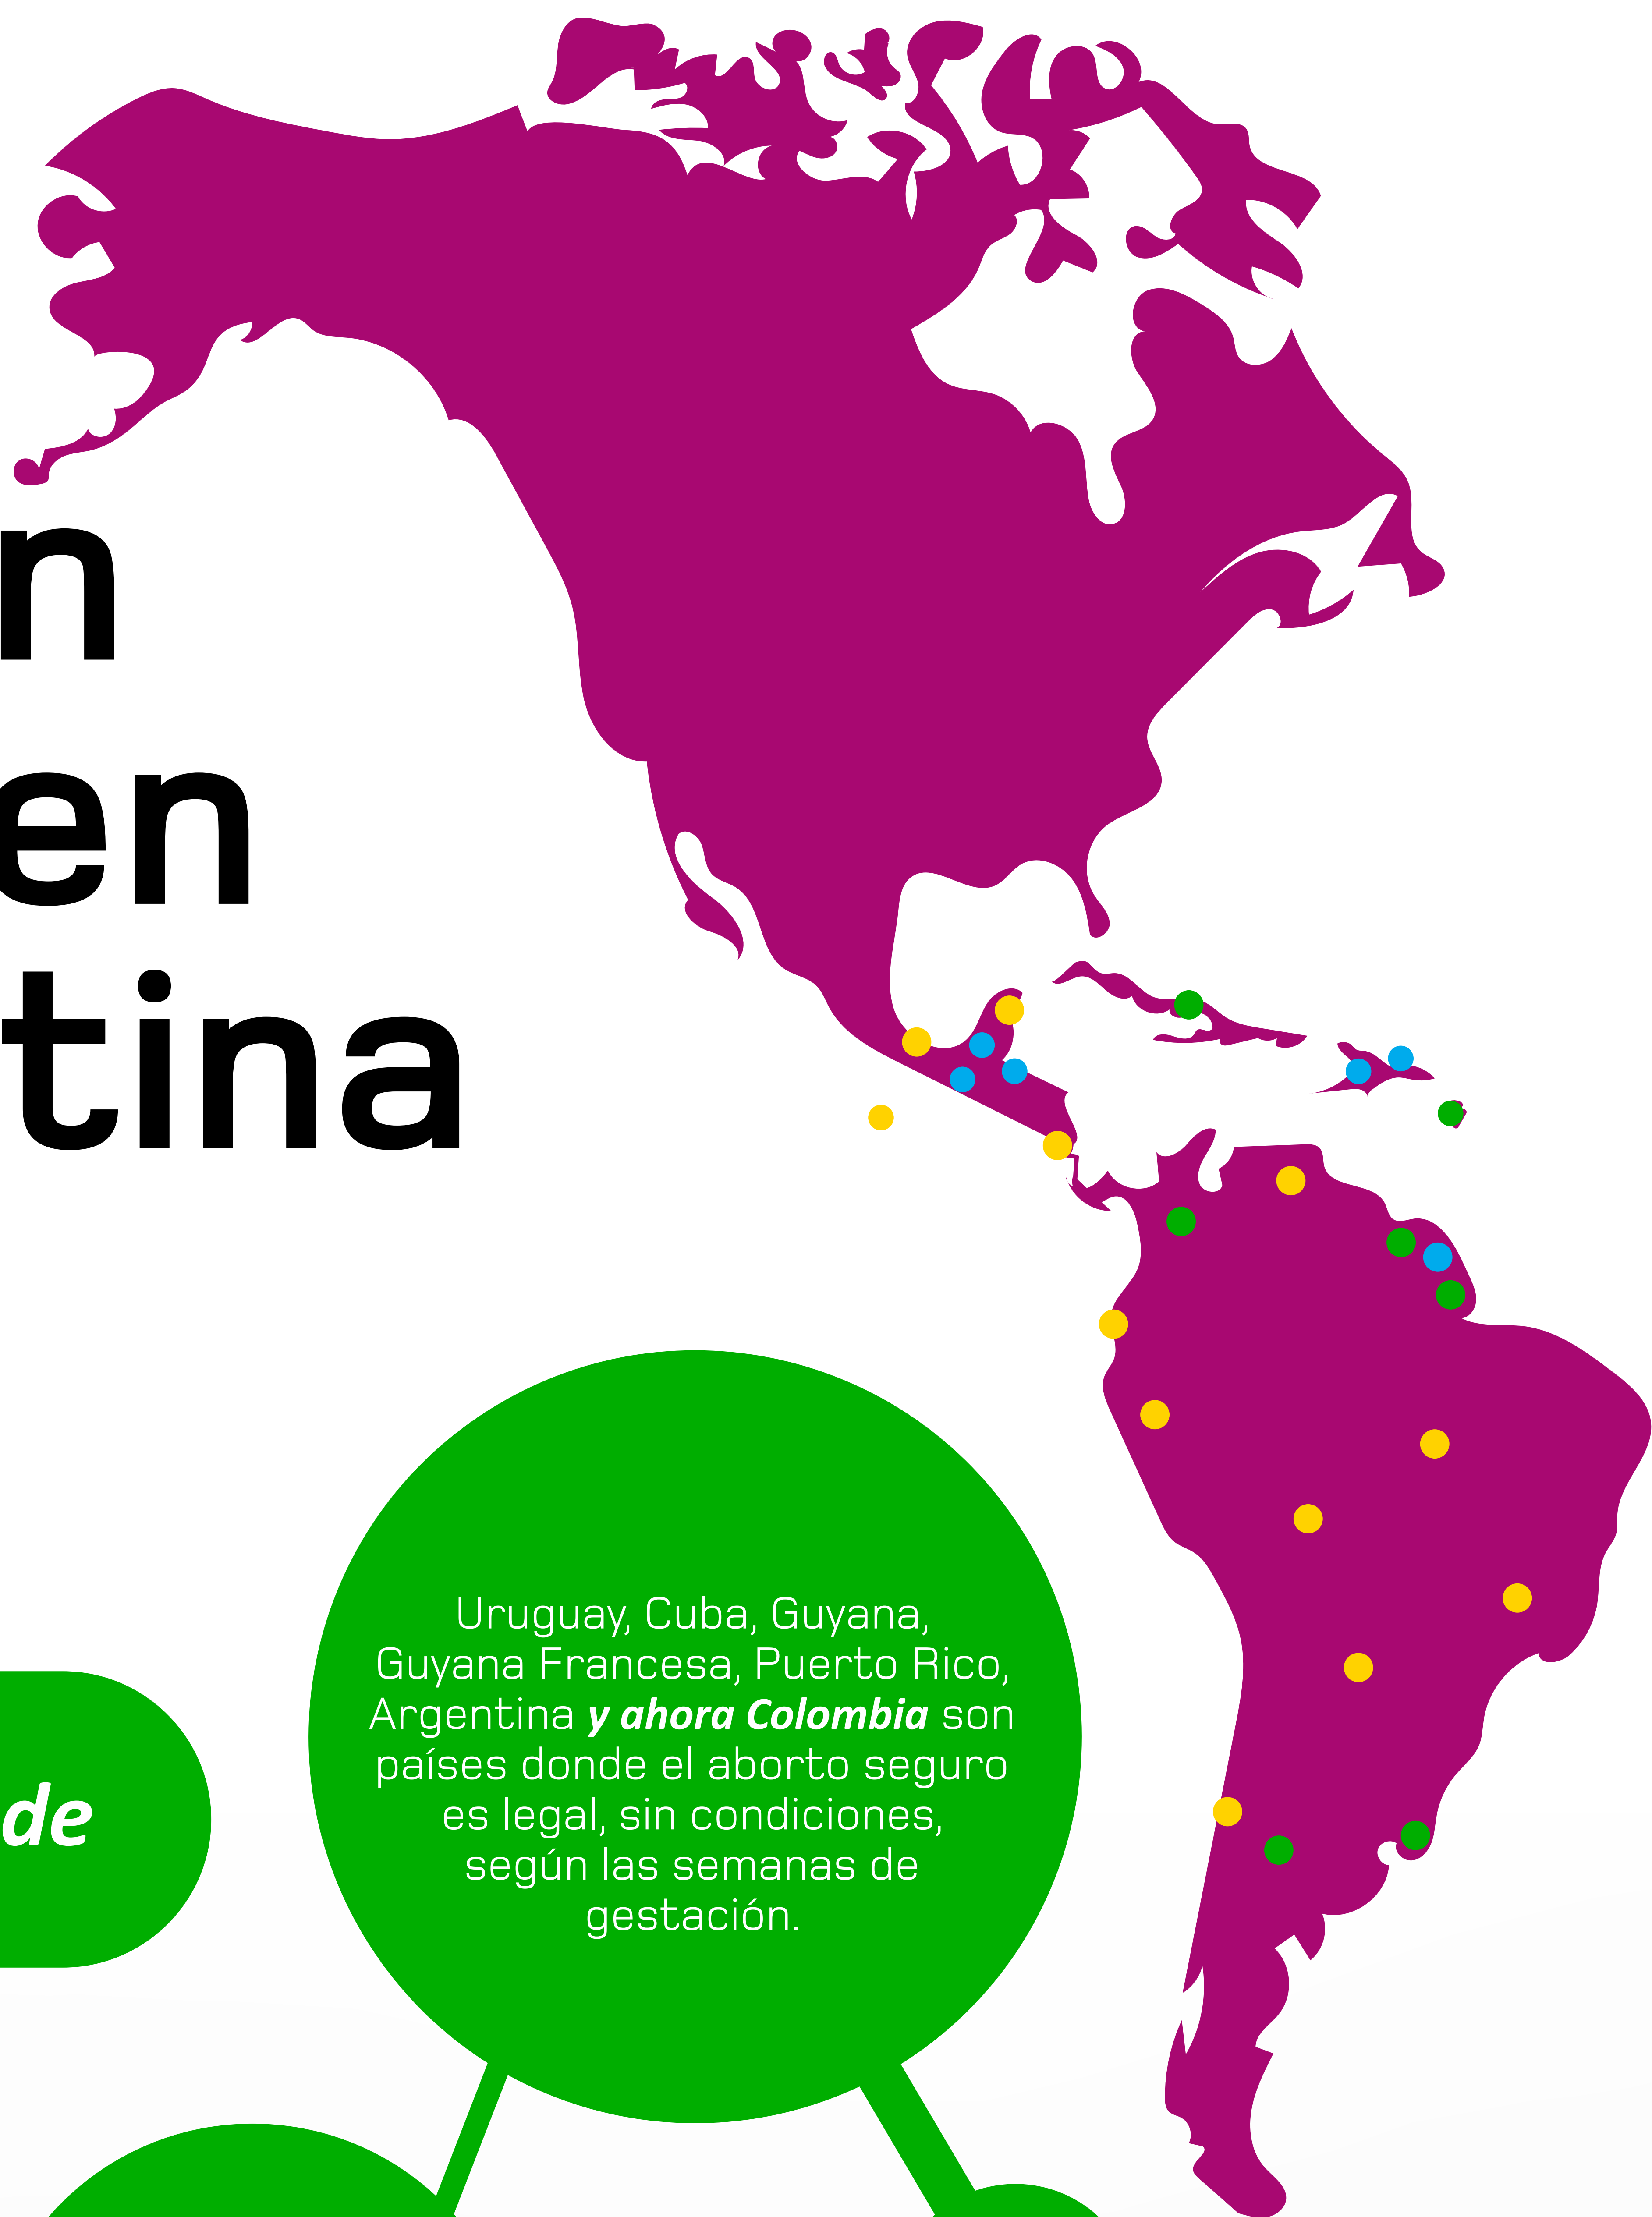 n
en
tina
Uruguay, Cuba, Guyana,
Guyana Francesa, Puerto Rico,
Argentina y ahora Colombia son
países donde el aborto seguro
es legal, sin condiciones,
según las semanas de
gestación.
de